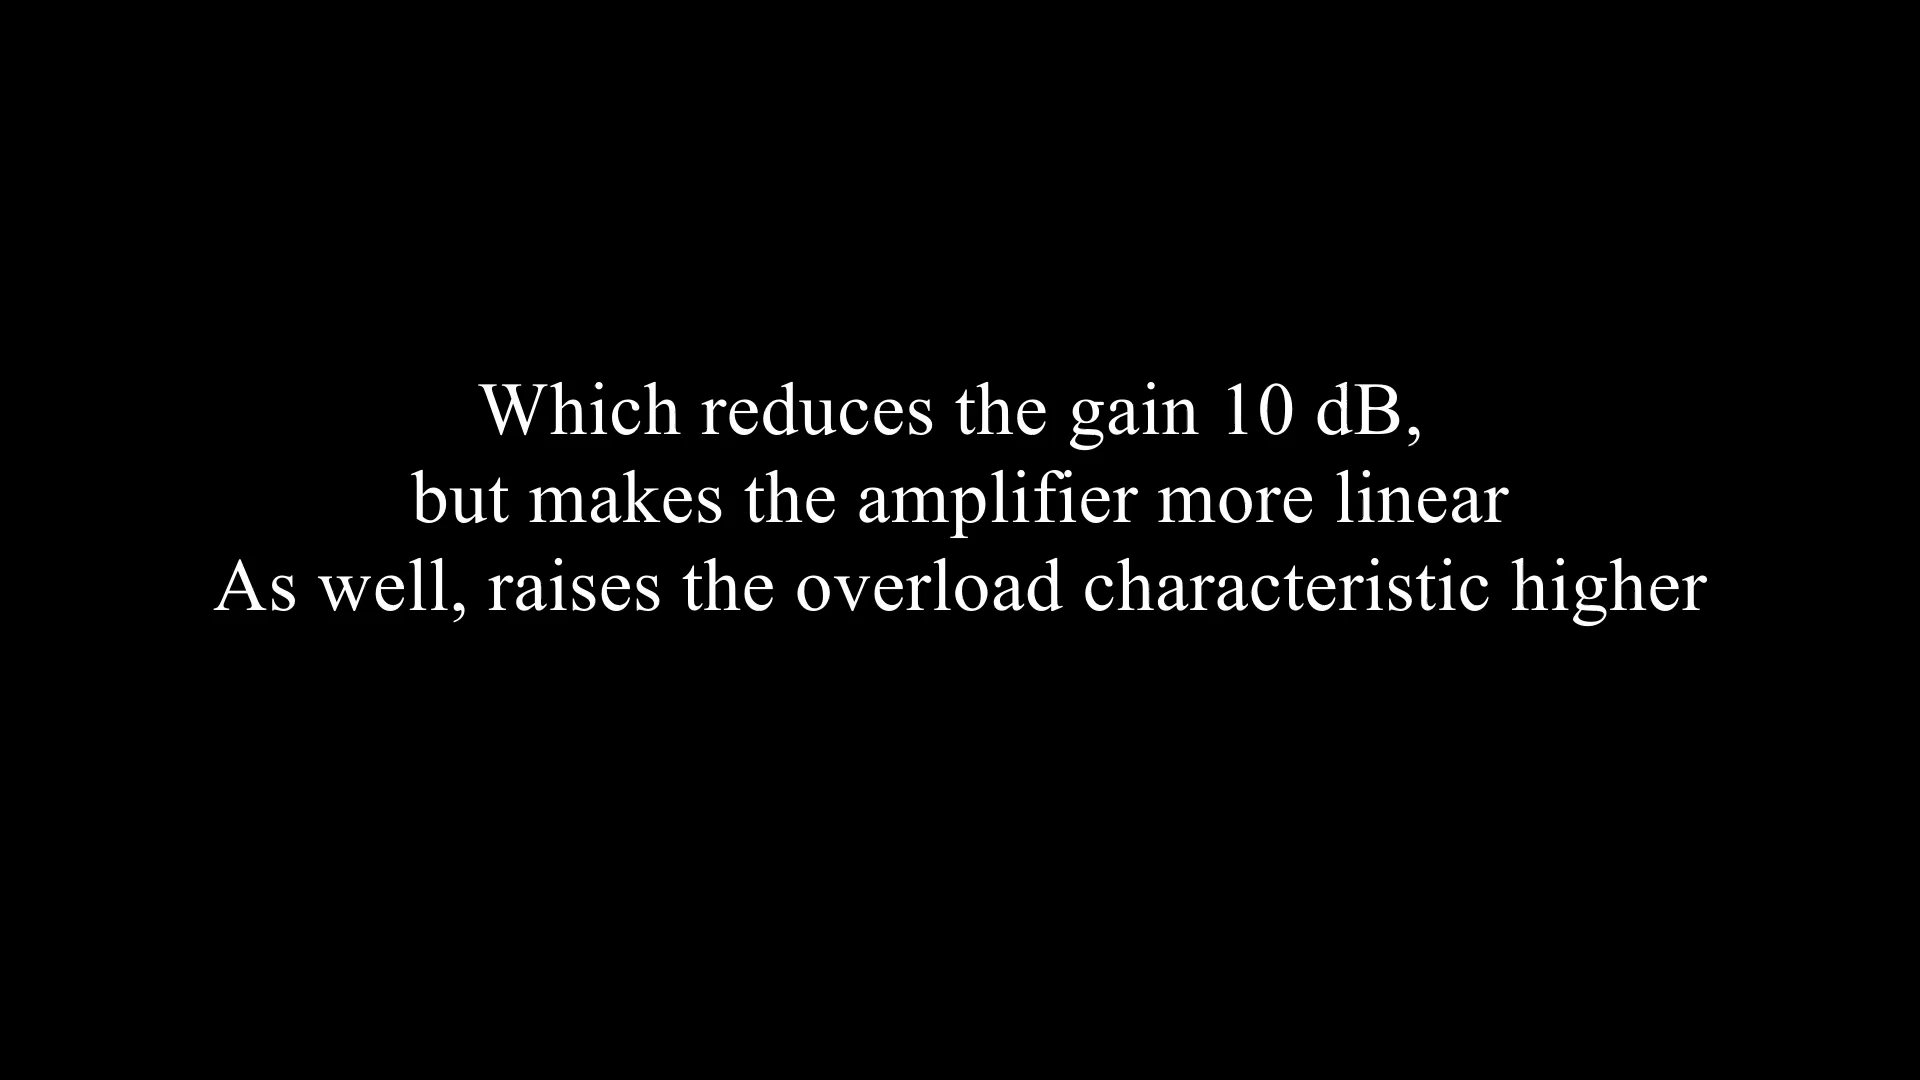 Which reduces the gain 10 dB,
but makes the amplifier more linear
As well, raises the overload characteristic higher